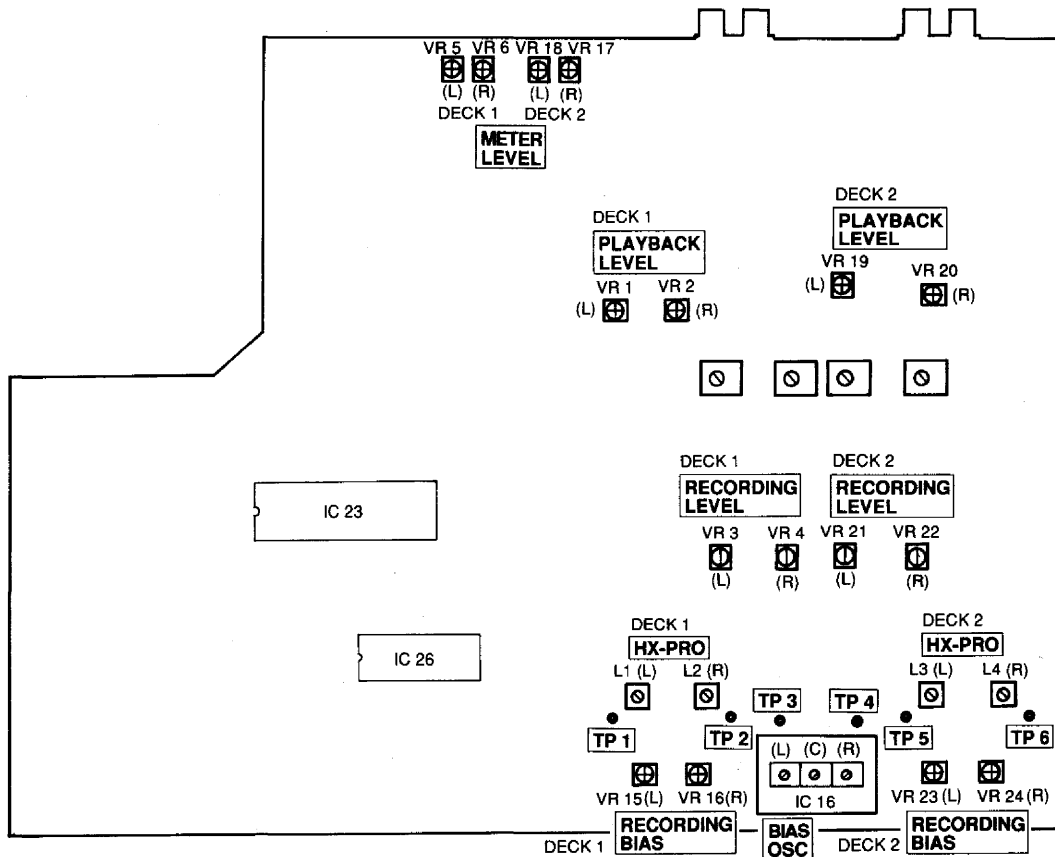 VR 5 VR 6 VR 18 VR 17
(L) (R) (L) (R)
DECK 1 DECK 2
METER
LEVEL
DECK 1
PLAYBACK
LEVEL
VR 1 VR 2
(L) (R)
DECK 2
PLAYBACK
LEVEL
VR 19 VR 20
(L) (R)
DECK 1
RECORDING
LEVEL
VR 3 VR 4
(L) (R)
DECK 2
RECORDING
LEVEL
VR 21 VR 22
(L) (R)
IC 23
IC 26
DECK 1
HX-PRO
L1 (L) L2 (R)
TP 1 TP 2
TP 3 TP 4
DECK 2
HX-PRO
L3 (L) L4 (R)
TP 5 TP 6
(L) (C) (R)
IC 16
VR 15 (L) VR 16 (R)
VR 23 (L) VR 24 (R)
DECK 1 RECORDING
BIAS
BIAS
OSC
DECK 2 RECORDING
BIAS